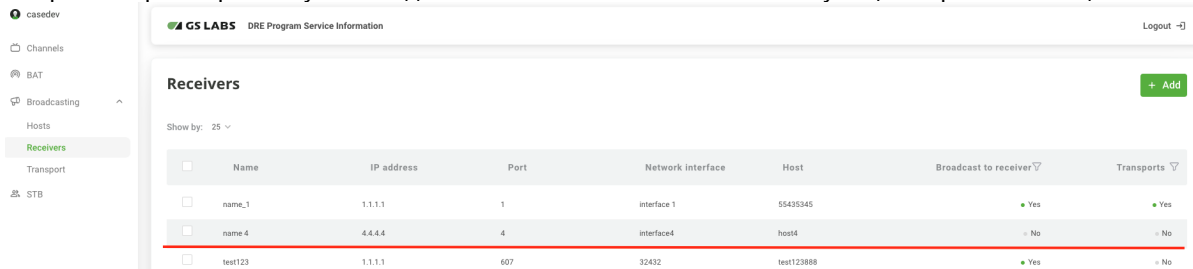 casedev
GS LABS DRE Program Service Information
Logout
Channels
BAT
Broadcasting
Hosts
Receivers
Transport
STB
Receivers
+ Add
Show by: 25
Name IP address Port Network interface Host Broadcast to receiver Transports
name_1 1.1.1.1 1 interface 1 55435345 Yes Yes
name 4 4.4.4.4 4 interface4 host4 No No
test123 1.1.1.1 607 32432 test123888 Yes No